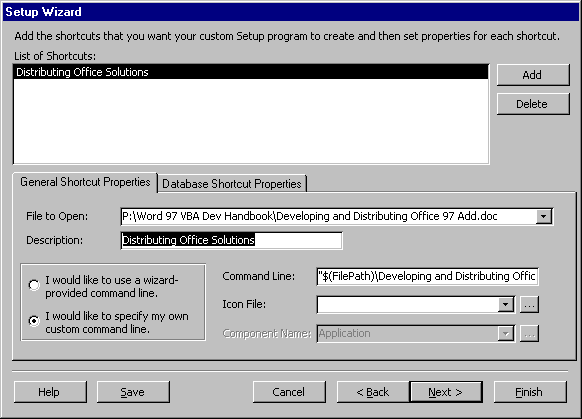 Setup Wizard
Add the shortcuts that you want your custom Setup program to create and then set properties for each shortcut.
List of Shortcuts:
Distributing Office Solutions
Add
Delete
General Shortcut Properties
Database Shortcut Properties
File to Open:
P:\Word 97 VBA Dev Handbook\Developing and Distributing Office 97 Add.doc
Description:
Distributing Office Solutions
I would like to use a wizard-
provided command line.
I would like to specify my own
custom command line.
Command Line:
"$(FilePath)\Developing and Distributing Offic
Icon File:
...
Component Name:
Application
...
Help
Save
Cancel
< Back
Next >
Finish